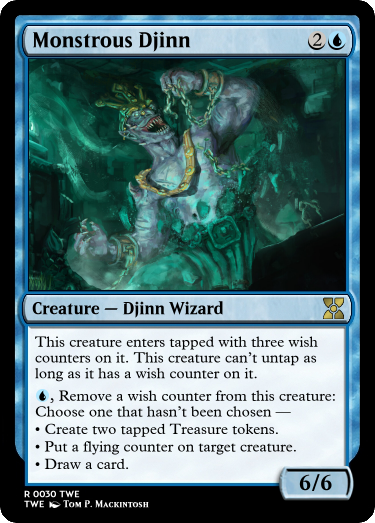 Monstrous Djinn 2
Creature — Djinn Wizard
This creature enters tapped with three wish
counters on it. This creature can't untap as
long as it has a wish counter on it.
, Remove a wish counter from this creature:
Choose one that hasn't been chosen —
• Create two tapped Treasure tokens.
• Put a flying counter on target creature.
• Draw a card.
6/6
R 0030 TWE
TWE Tom P. Mackintosh